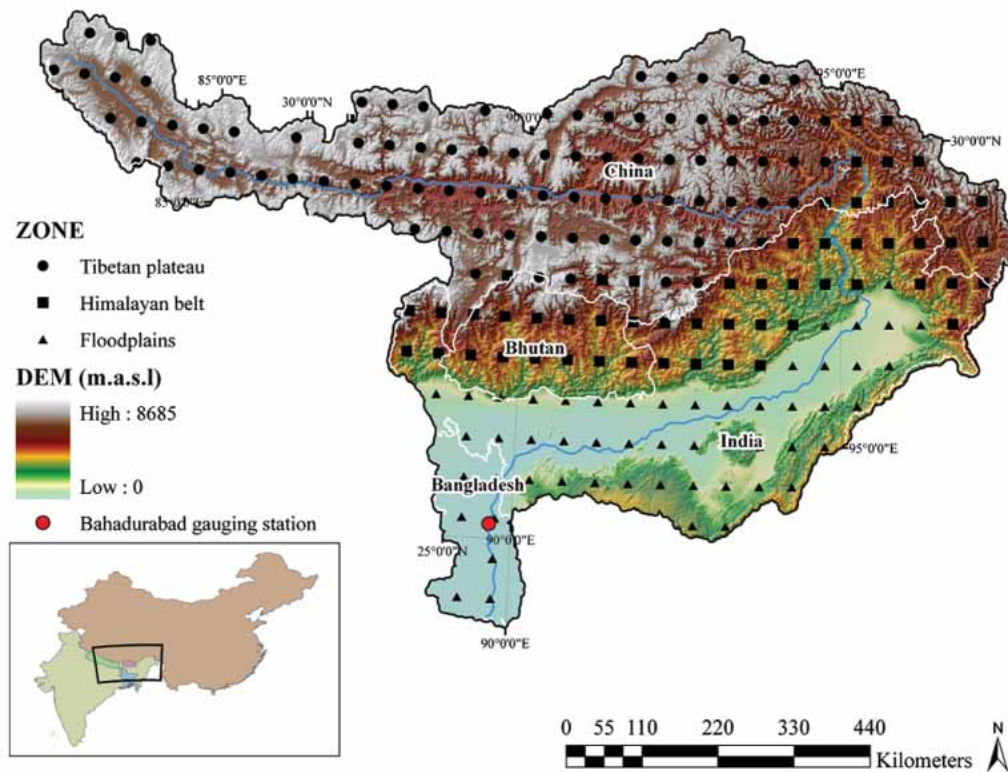 85°0'0"E
30°0'0"N
95°0'0"E
30°0'0"N
China
ZONE
Tibetan plateau
Himalayan belt
Floodplains
DEM (m.a.s.l)
High : 8685
Low : 0
Bahadurabad gauging station
Bhutan
India
95°0'0"E
Bangladesh
90°0'0"E
25°0'0"N
90°0'0"E
0 55 110 220 330 440
Kilometers
N